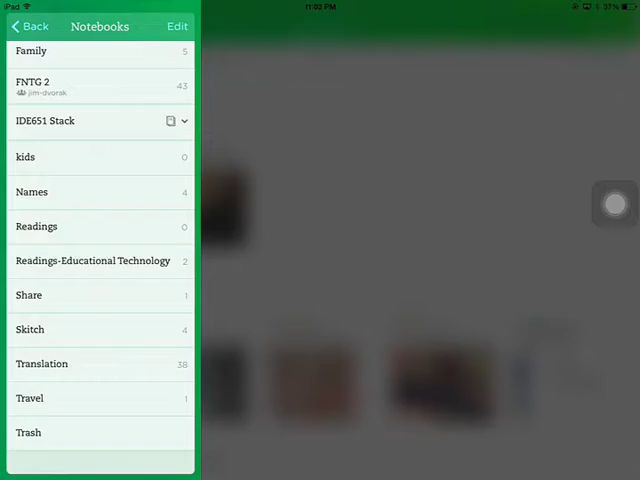 iPad
11:03 PM
57%
Back
Notebooks
Edit
Family
5
FNTG 2
jim-dvorak
43
IDE651 Stack
kids
0
Names
4
Readings
0
Readings-Educational Technology
2
Share
1
Skitch
4
Translation
38
Travel
1
Trash